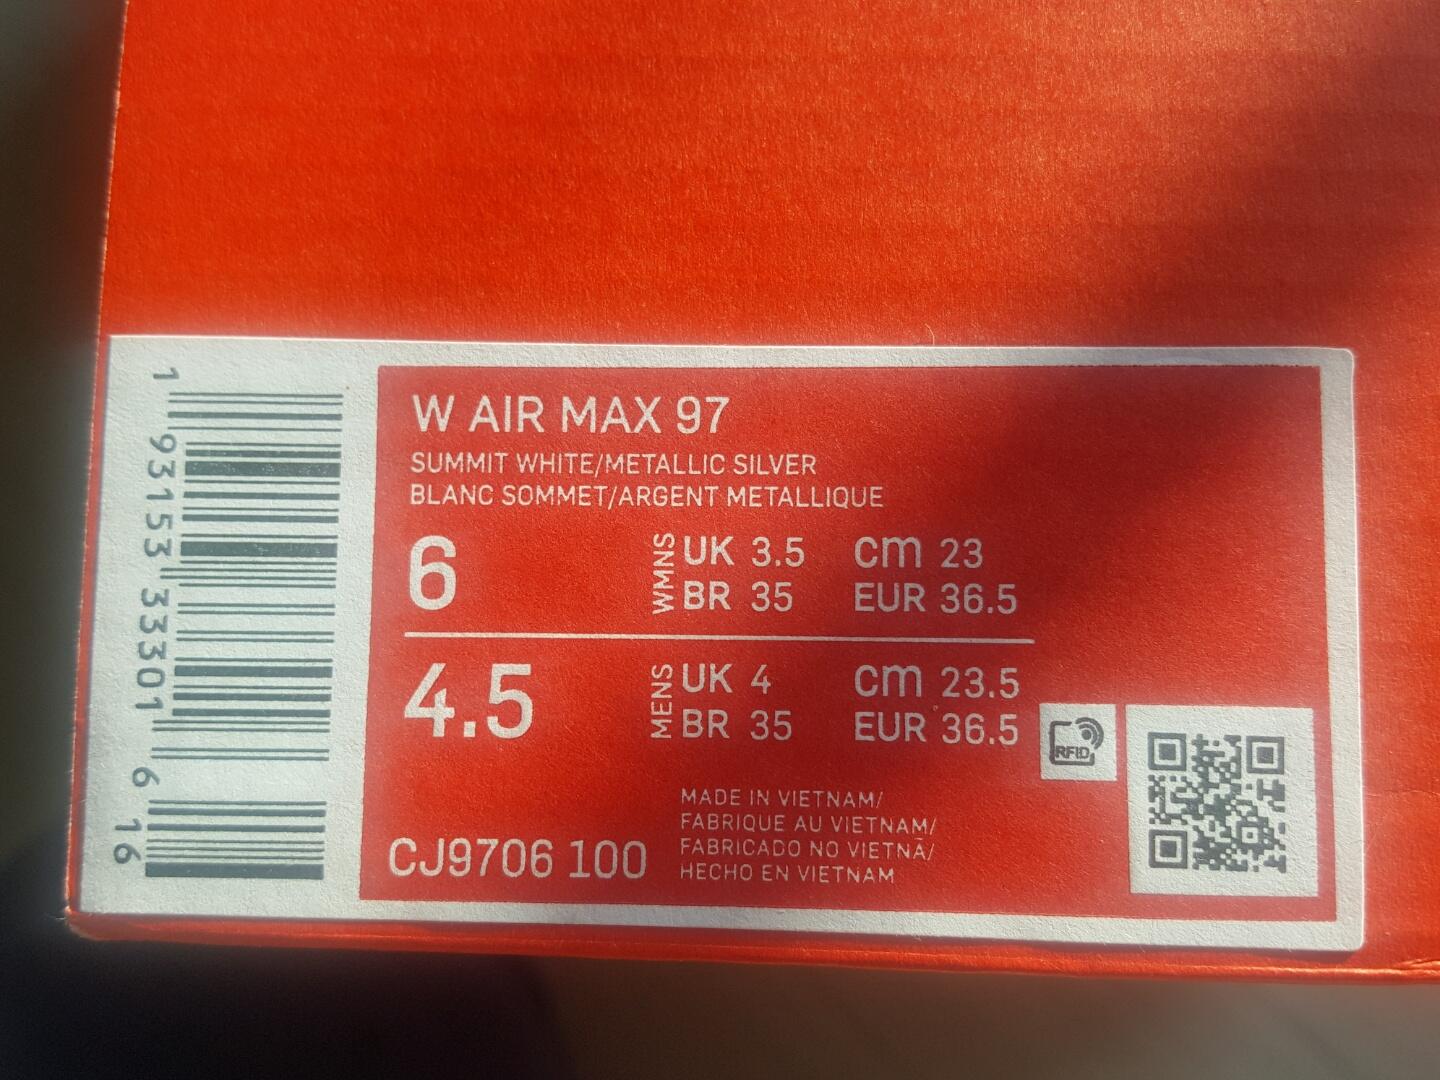 W AIR MAX 97
SUMMIT WHITE/METALLIC SILVER
BLANC SOMMET/ARGENT METALLIQUE
6
WMNS
UK 3.5 cm 23
BR 35 EUR 36.5
4.5
MENS
UK 4 cm 23.5
BR 35 EUR 36.5
RFID
CJ9706 100
MADE IN VIETNAM/
FABRIQUE AU VIETNAM/
FABRICADO NO VIETNÃ/
HECHO EN VIETNAM
1 93153 33301 6
16